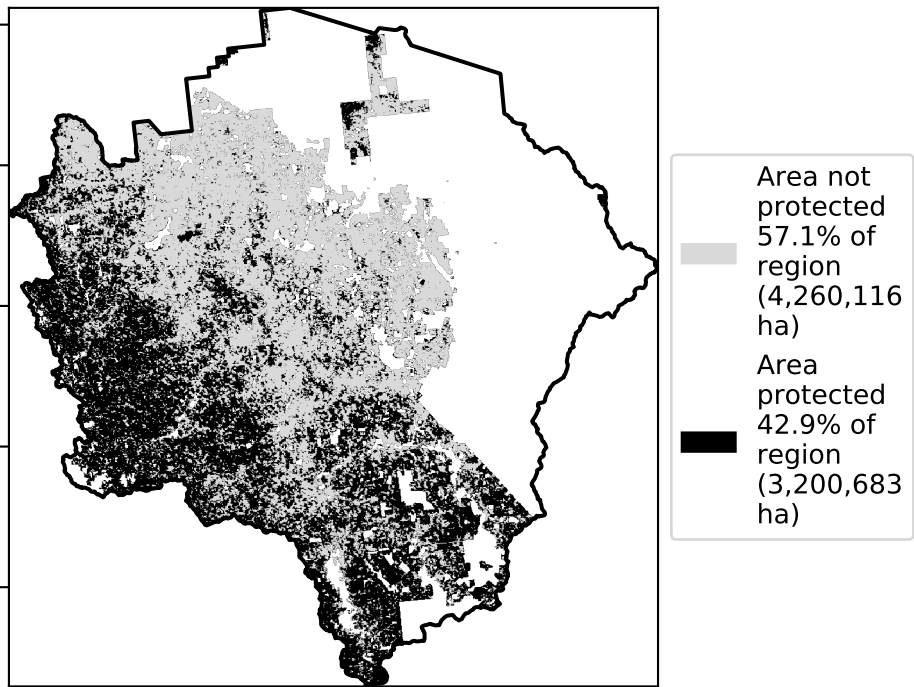 Area not
protected
57.1% of
region
(4,260,116
ha)
Area
protected
42.9% of
region
(3,200,683
ha)